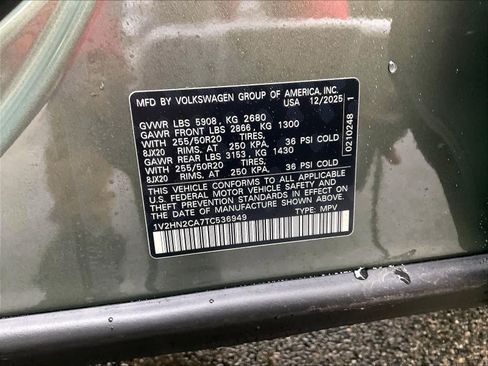 MFD BY VOLKSWAGEN GROUP OF AMERICA, INC.
USA 12/2025
GVWR LBS 5908, KG 2680
GAWR FRONT LBS 2866, KG 1300
WITH 255/50R20 TIRES,
8JX20 RIMS, AT 250 KPA, 36 PSI COLD
GAWR REAR LBS 3153, KG 1430
WITH 255/50R20 TIRES,
8JX20 RIMS, AT 250 KPA, 36 PSI COLD
THIS VEHICLE CONFORMS TO ALL APPLICABLE
U.S. FEDERAL MOTOR VEHICLE SAFETY AND
THEFT PREVENTION STANDARDS IN EFFECT ON
THE DATE OF MANUFACTURE SHOWN ABOVE.
1V2HN2CA7TC536949 TYPE: MPV
0210248 1